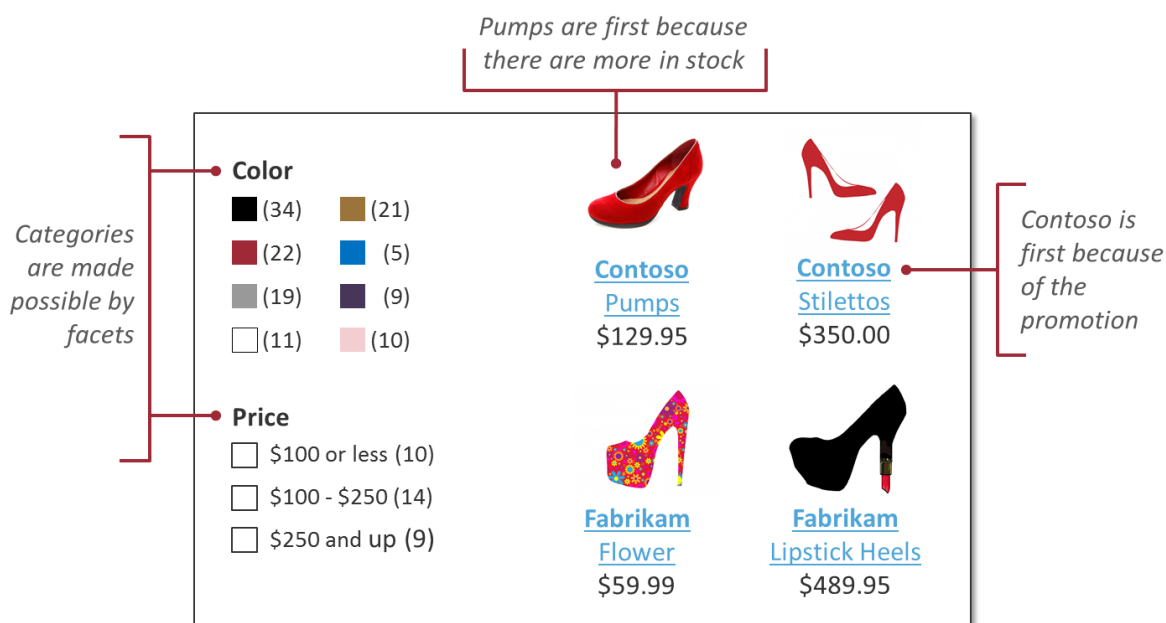 Pumps are first because
there are more in stock
Categories
are made
possible by
facets
Color
(34) (21)
(22) (5)
(19) (9)
(11) (10)
Price
$100 or less (10)
$100 - $250 (14)
$250 and up (9)
Contoso
Pumps
$129.95
Contoso
Stilettos
$350.00
Fabrikam
Flower
$59.99
Fabrikam
Lipstick Heels
$489.95
Contoso is
first because
of the
promotion